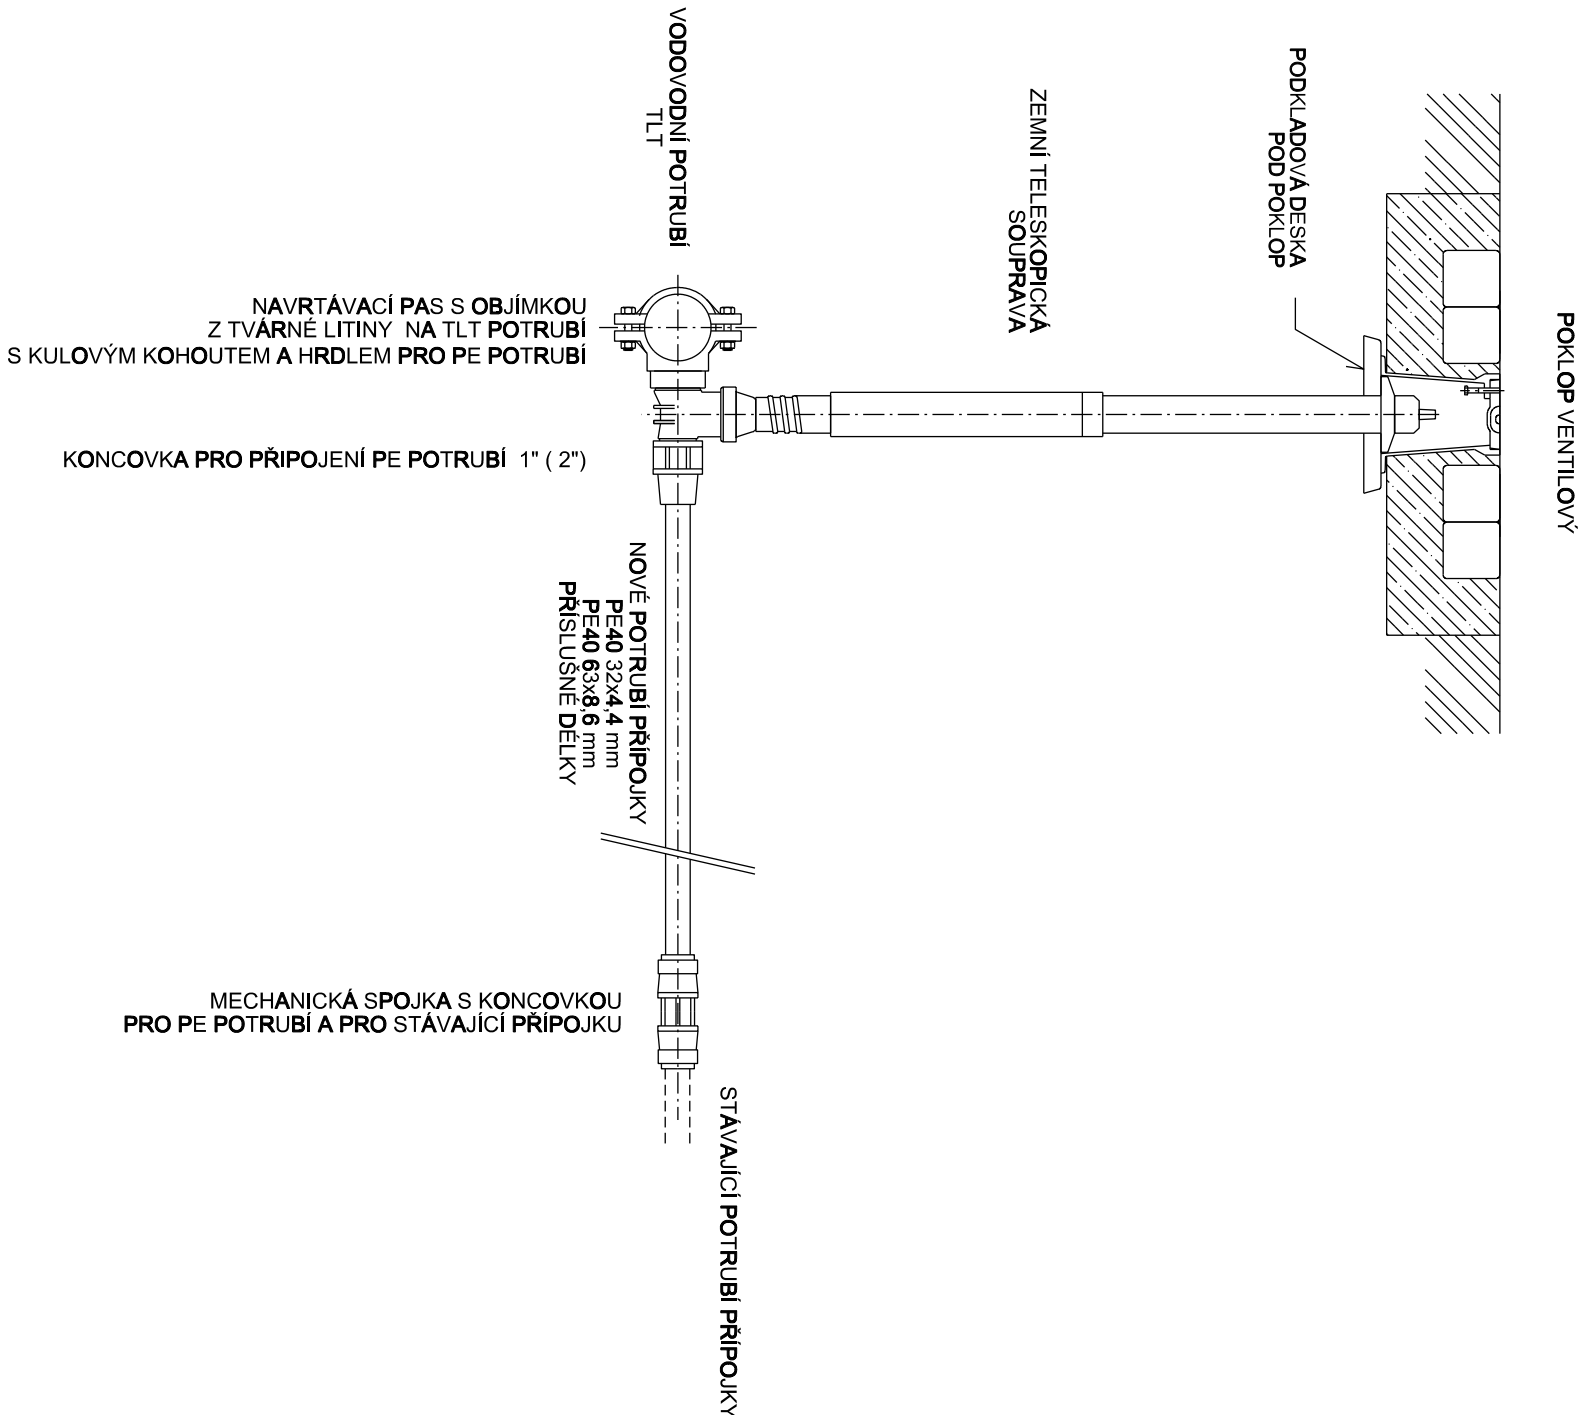 VODOVODNÍ POTRUBÍ
TLT
ZEMNÍ TELESKOPICKÁ
SOUPRAVA
PODKLADOVÁ DESKA
POD POKLOP
POKLOP VENTILOVÝ
NAVRTÁVACÍ PAS S OBJÍMKOU
Z TVÁRNÉ LITINY NA TLT POTRUBÍ
S KULOVÝM KOHOUTEM A HRDLEM PRO PE POTRUBÍ
KONCOVKA PRO PŘIPOJENÍ PE POTRUBÍ 1" ( 2")
NOVÉ POTRUBÍ PŘÍPOJKY
PE40 32x4,4 mm
PE40 63x8,6 mm
PŘÍSLUŠNÉ DÉLKY
MECHANICKÁ SPOJKA S KONCOVKOU
PRO PE POTRUBÍ A PRO STÁVAJÍCÍ PŘÍPOJKU
STÁVAJÍCÍ POTRUBÍ PŘÍPOJKY